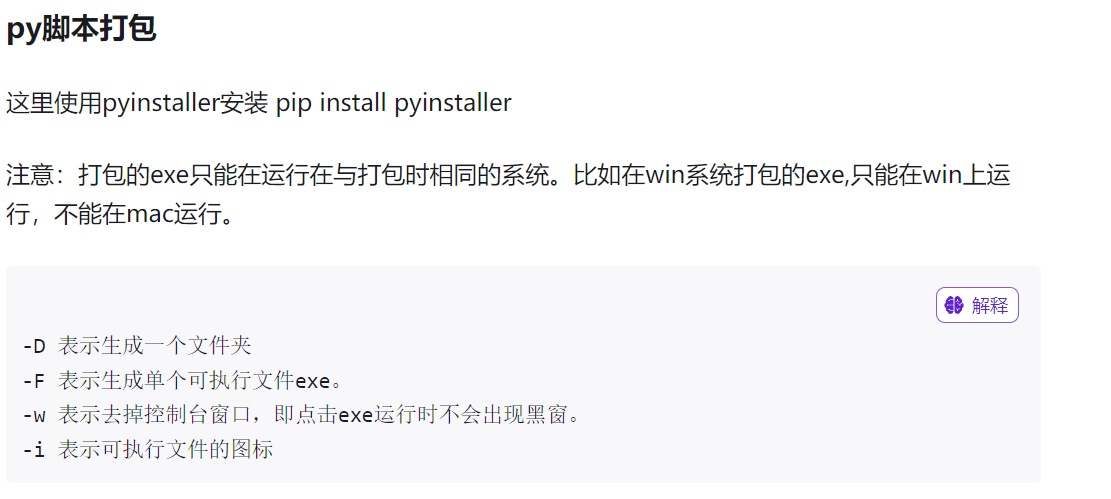 py脚本打包
这里使用pyinstaller安装 pip install pyinstaller
注意：打包的exe只能在运行在与打包时相同的系统。比如在win系统打包的exe,只能在win上运
行，不能在mac运行。
解释
-D 表示生成一个文件夹
-F 表示生成单个可执行文件exe。
-w 表示去掉控制台窗口，即点击exe运行时不会出现黑窗。
-i 表示可执行文件的图标